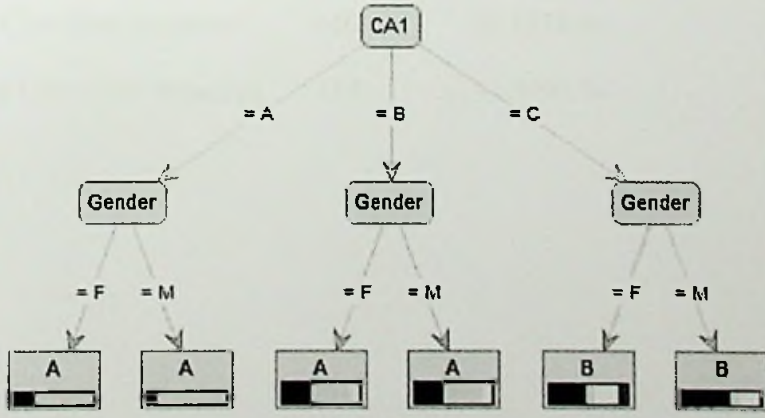 CA1
= A = B = C
Gender Gender Gender
= F = M = F = M = F = M
A A A A B B